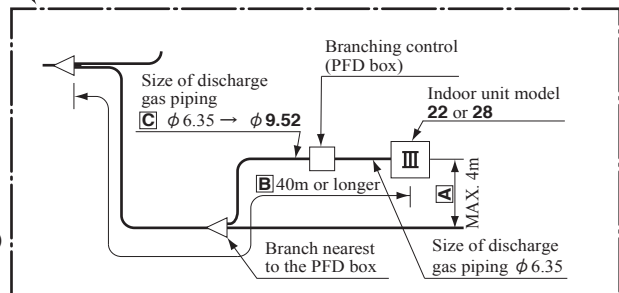 Branching control
(PFD box)
Size of discharge
gas piping
C φ6.35 → φ9.52
Indoor unit model
22 or 28
III
B 40m or longer
A
MAX. 4m
Branch nearest
to the PFD box
Size of discharge
gas piping φ6.35